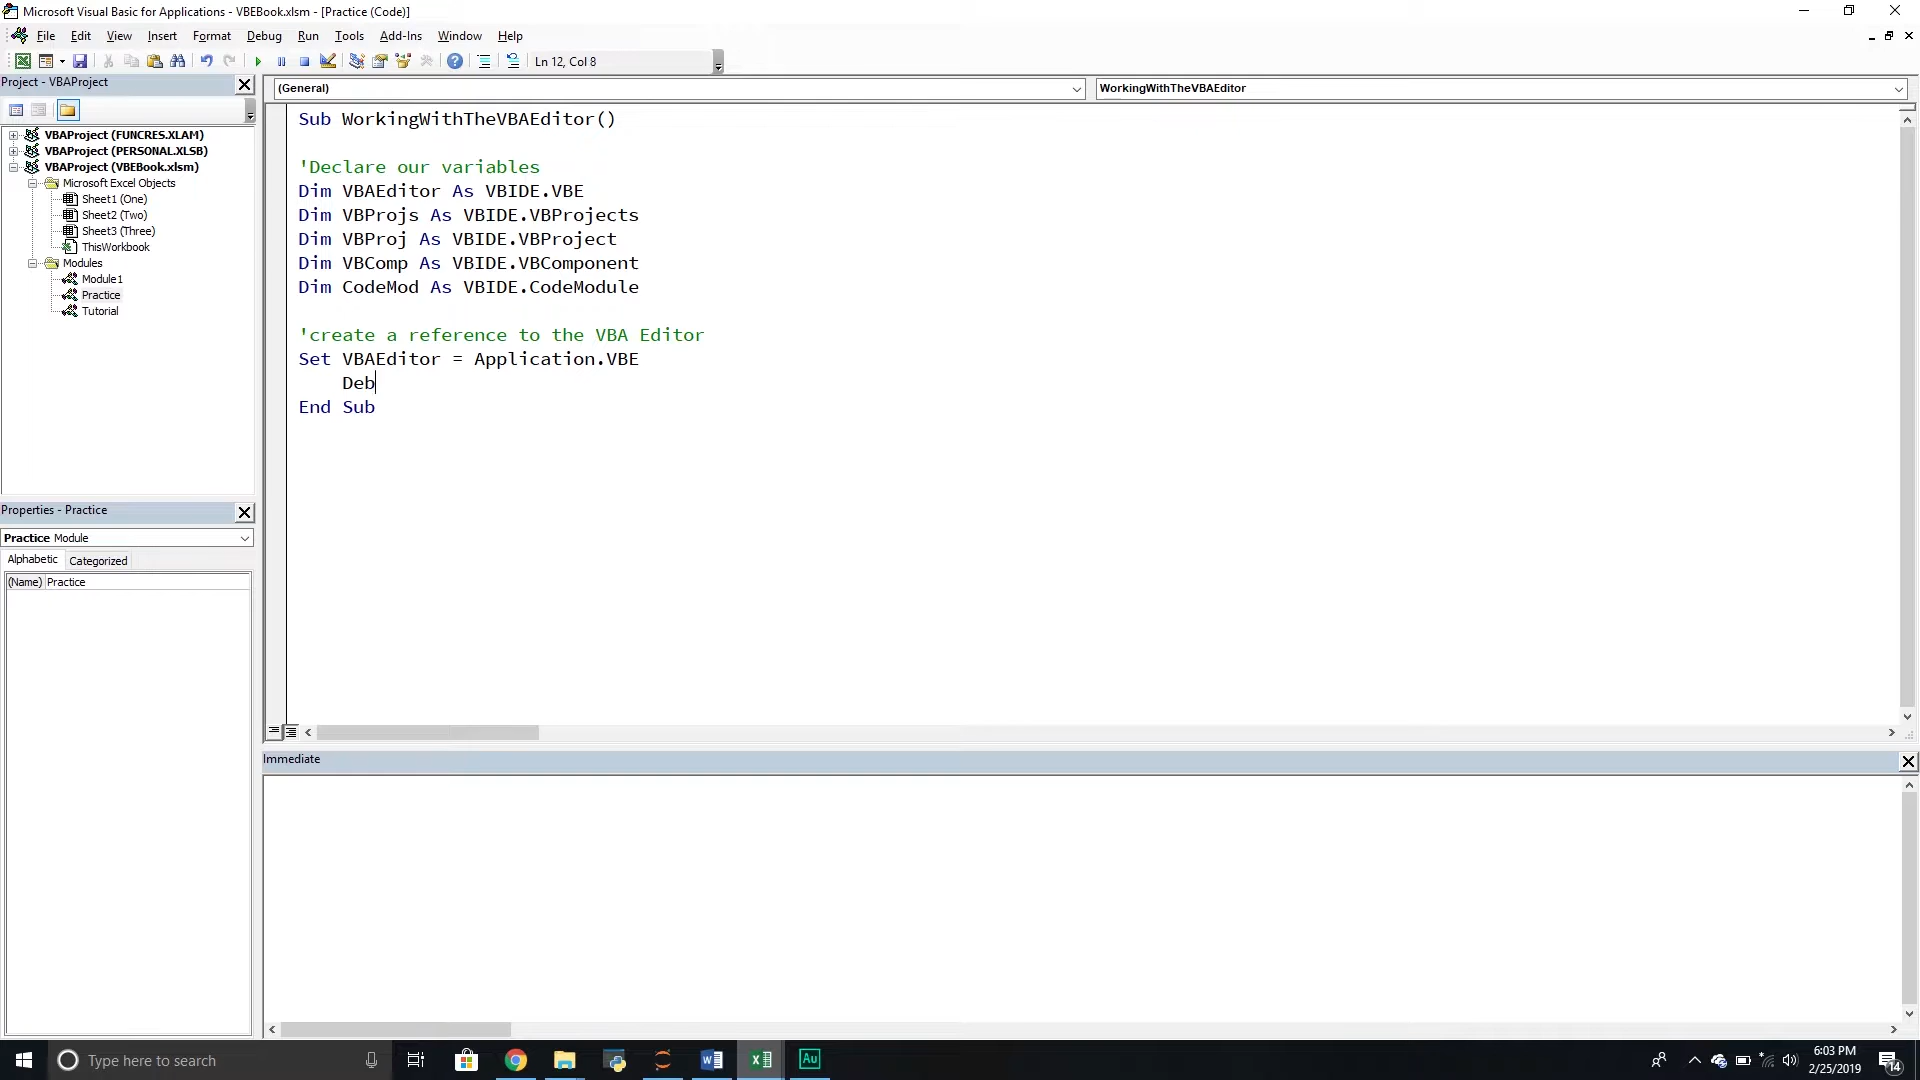 Microsoft Visual Basic for Applications - VBEBook.xlsm - [Practice (Code)]
File Edit View Insert Format Debug Run Tools Add-Ins Window Help
Ln 12, Col 8
Project - VBAProject
(General) WorkingWithTheVBAEditor
VBAProject (FUNCRES.XLAM)
VBAProject (PERSONAL.XLSB)
VBAProject (VBEBook.xlsm)
Microsoft Excel Objects
Sheet1 (One)
Sheet2 (Two)
Sheet3 (Three)
ThisWorkbook
Modules
Module1
Practice
Tutorial
Sub WorkingWithTheVBAEditor()
'Declare our variables
Dim VBAEditor As VBIDE.VBE
Dim VBProjs As VBIDE.VBProjects
Dim VBProj As VBIDE.VBProject
Dim VBComp As VBIDE.VBComponent
Dim CodeMod As VBIDE.CodeModule
'create a reference to the VBA Editor
Set VBAEditor = Application.VBE
Deb
End Sub
Properties - Practice
Practice Module
Alphabetic Categorized
(Name) Practice
Immediate
Type here to search
Au
6:03 PM
2/25/2019
14